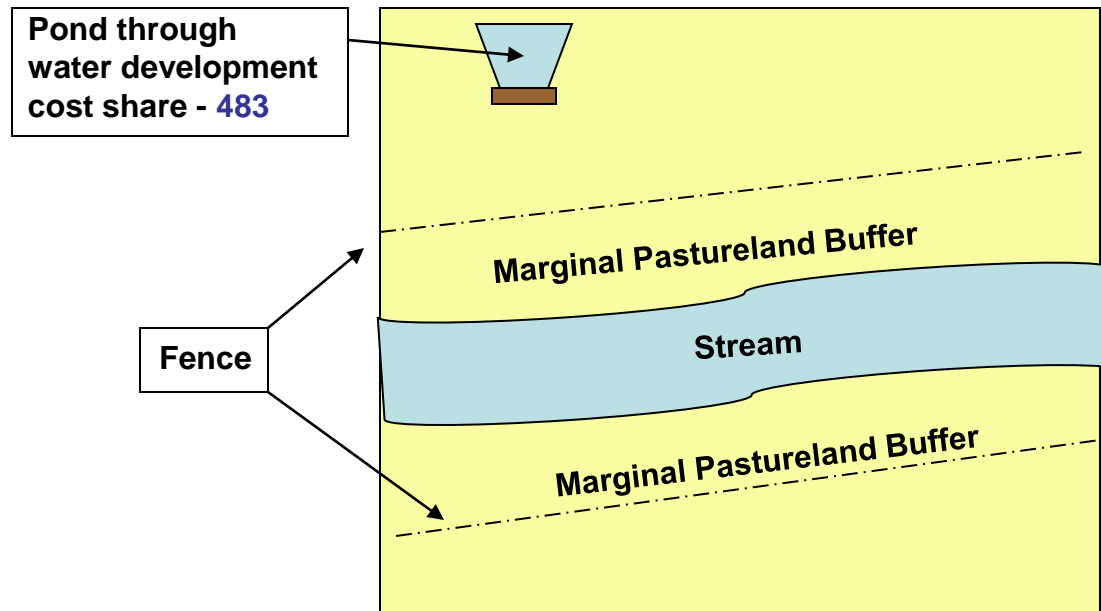 Pond through
water development
cost share - 483
Marginal Pastureland Buffer
Stream
Fence
Marginal Pastureland Buffer